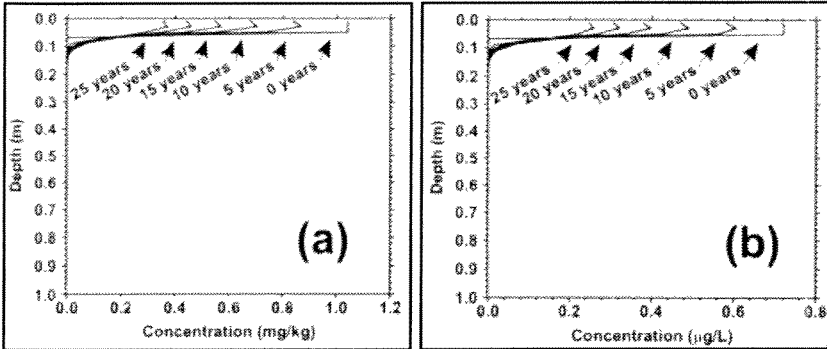 0.0
0.1
0.2
0.3
0.4
0.5
0.6
0.7
0.8
0.9
1.0
Depth (m)
25 years
20 years
15 years
10 years
5 years
0 years
(a)
0.0 0.2 0.4 0.6 0.8 1.0 1.2
Concentration (mg/kg)
0.0
0.1
0.2
0.3
0.4
0.5
0.6
0.7
0.8
0.9
1.0
Depth (m)
25 years
20 years
15 years
10 years
5 years
0 years
(b)
0.0 0.2 0.4 0.6 0.8
Concentration (µg/L)